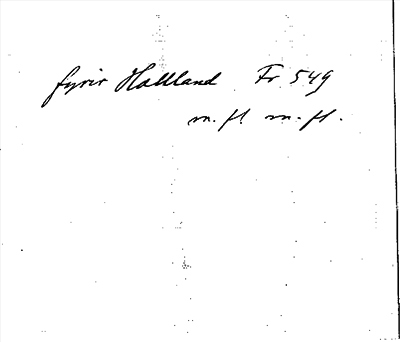 fyrir Halland Fr 549
m. fl m. fl.